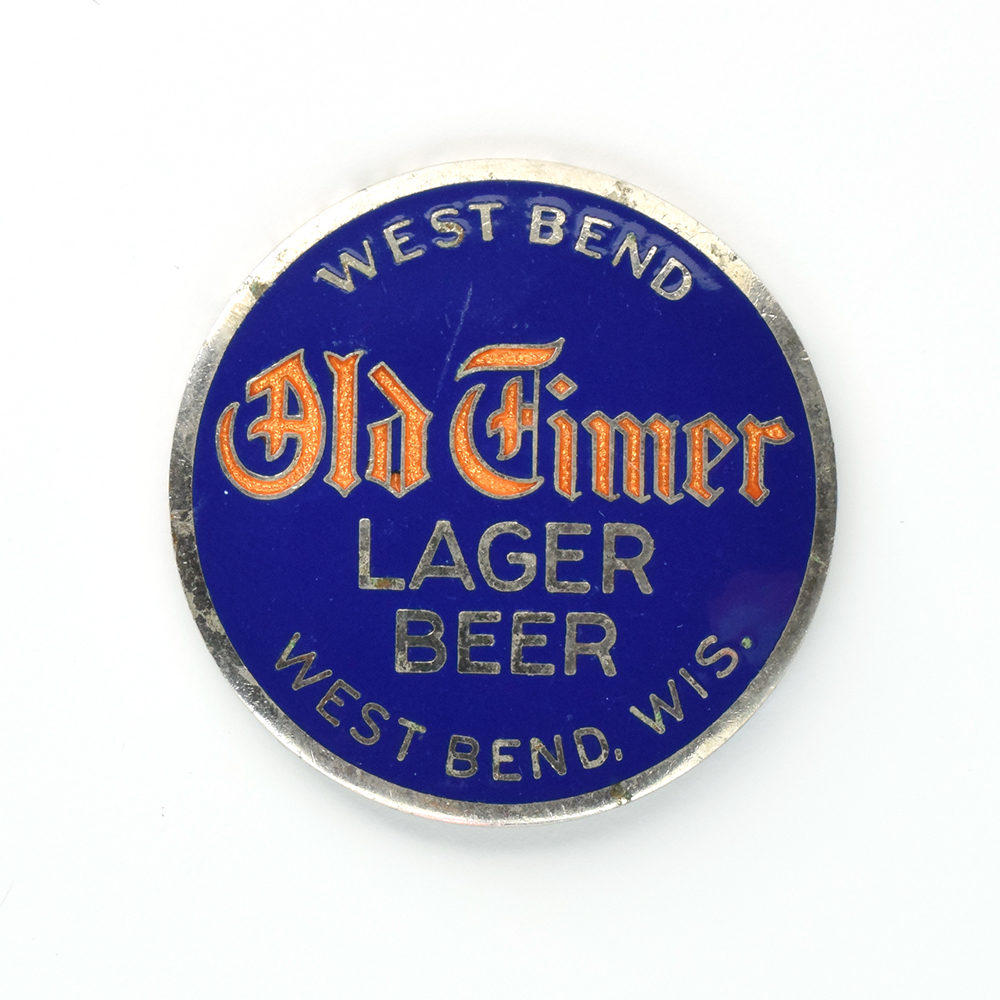 WEST BEND
Old Timer
LAGER
BEER
WEST BEND, WIS.